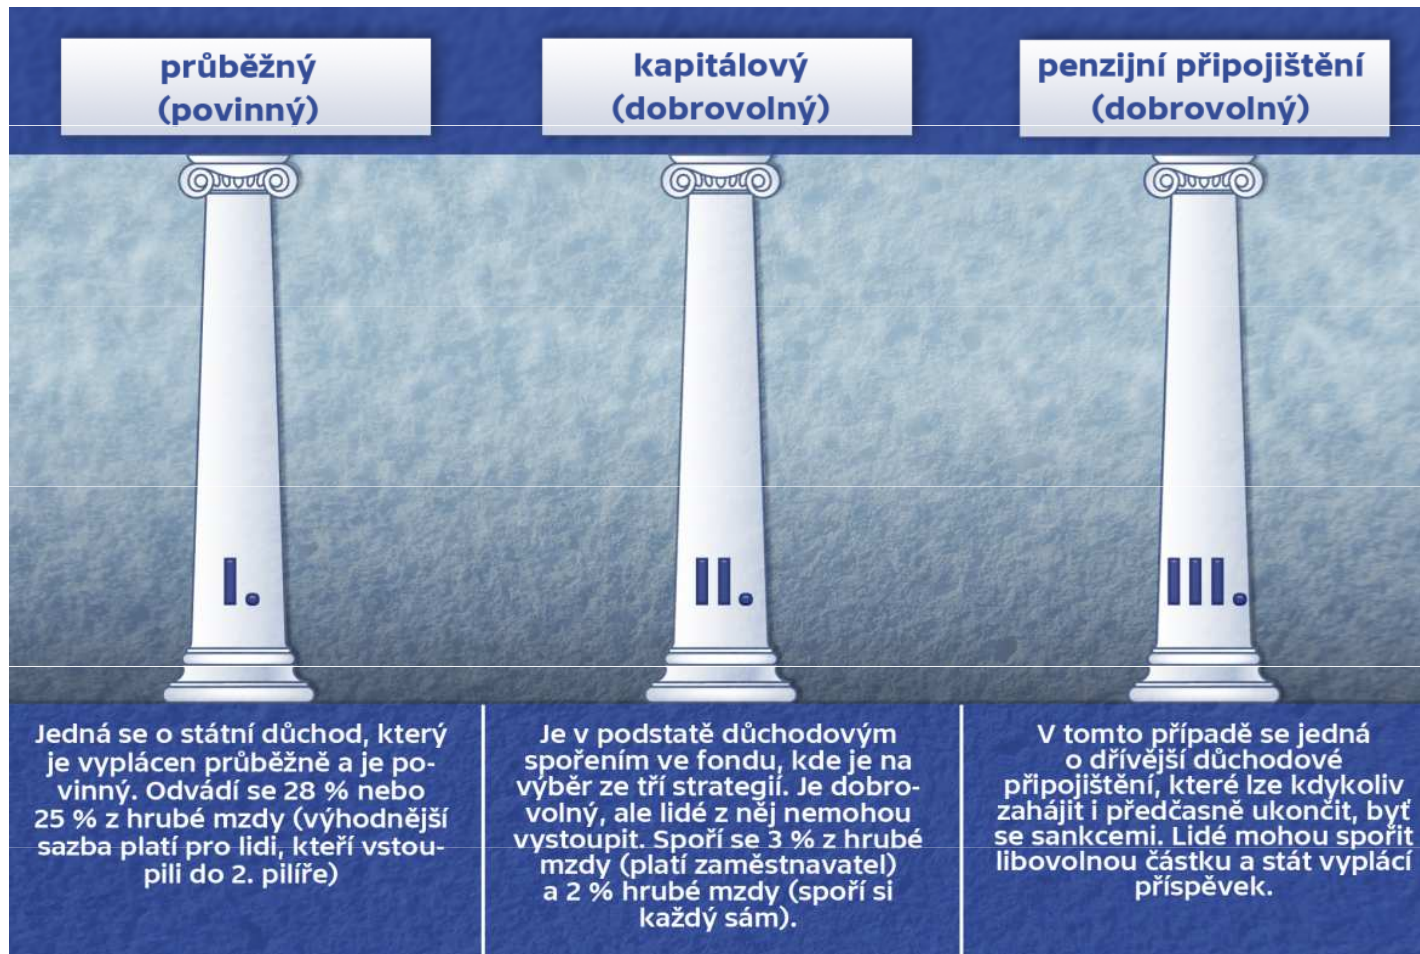 průběžný
(povinný)
kapitálový
(dobrovolný)
penzijní připojištění
(dobrovolný)
I.
II.
III.
Jedná se o státní důchod, který
je vyplácen průběžně a je po-
vinný. Odvádí se 28 % nebo
25 % z hrubé mzdy (výhodnější
sazba platí pro lidi, kteří vstou-
pili do 2. pilíře)
Je v podstatě důchodovým
spořením ve fondu, kde je na
výběr ze tří strategií. Je dobro-
volný, ale lidé z něj nemohou
vystoupit. Spoří se 3 % z hrubé
mzdy (platí zaměstnavatel)
a 2 % hrubé mzdy (spoří si
každý sám).
V tomto případě se jedná
o dřívější důchodové
připojištění, které lze kdykoliv
zahájit i předčasně ukončit, byť
se sankcemi. Lidé mohou spořit
libovolnou částku a stát vyplácí
příspěvek.